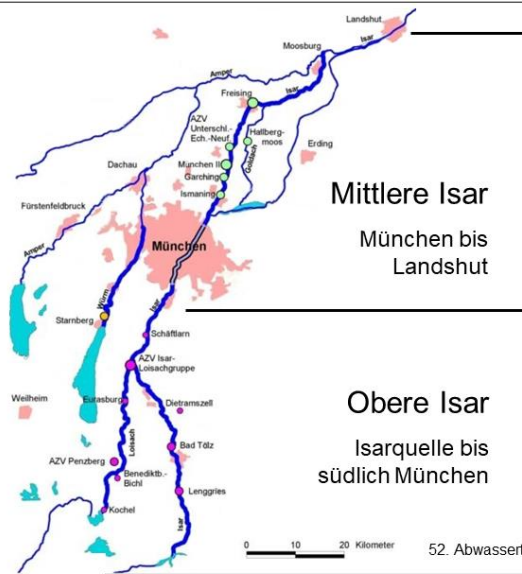 Landshut
Isar
Moosburg
Amper
Isar
Freising
AZV
Unterschl.-
Ech.-Neuf.
Hallberg-
moos
Goldach
Erding
Dachau
München II
Garching
Ismaning
Fürstenfeldbruck
Amper
München
Mittlere Isar
München bis
Landshut
Würm
Isar
Starnberg
Schäftlarn
AZV Isar-
Loisachgruppe
Weilheim
Eurasburg
Dietramszell
Loisach
Bad Tölz
AZV Penzberg
Benediktb.-
Bichl
Lenggries
Kochel
Isar
Obere Isar
Isarquelle bis
südlich München
0 10 20 Kilometer
52. Abwassert